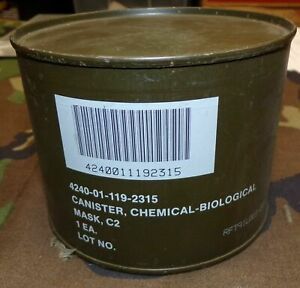 4240011192315
4240-01-119-2315
CANISTER, CHEMICAL-BIOLOGICAL
MASK, C2
1 EA.
LOT NO.